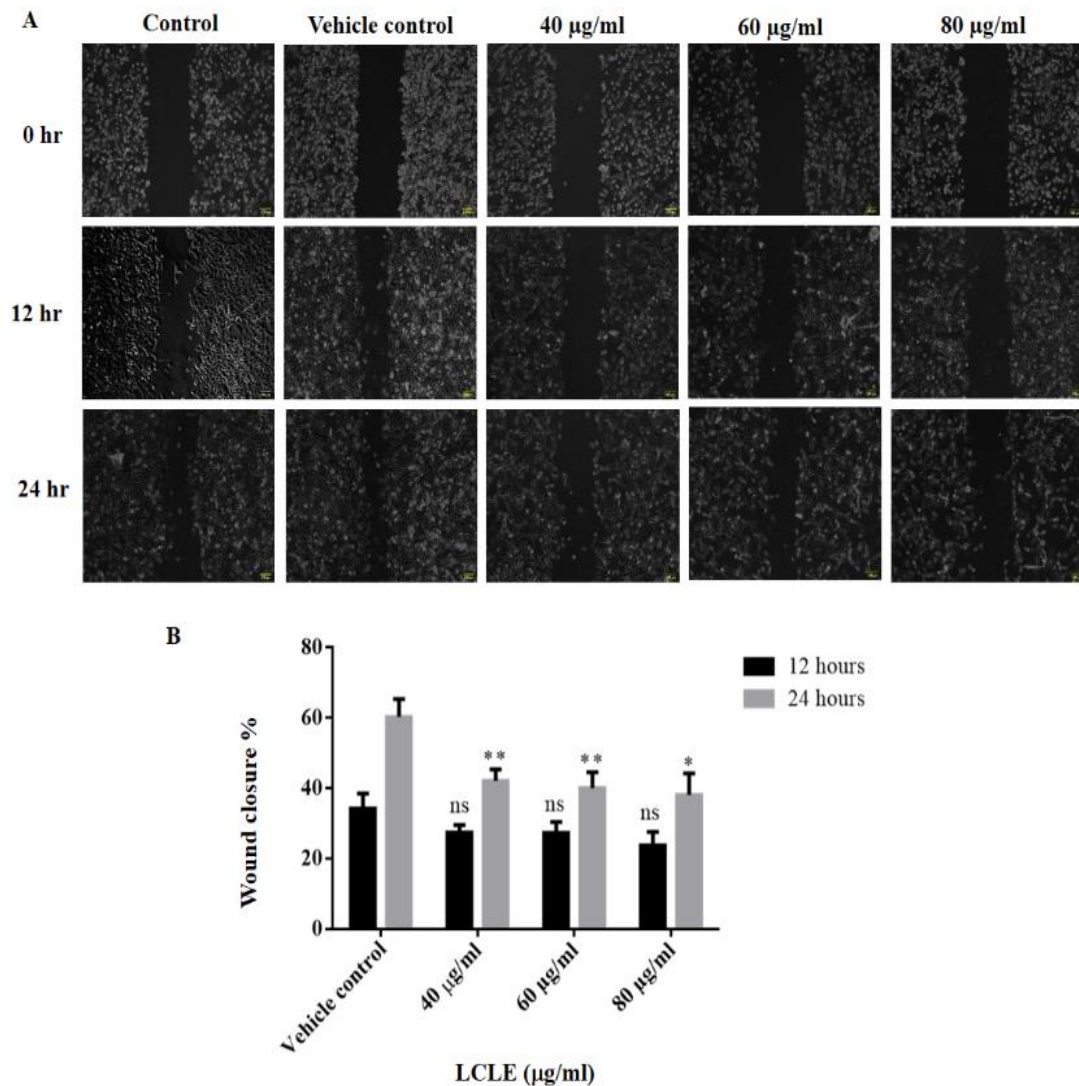 A
Control Vehicle control 40 µg/ml 60 µg/ml 80 µg/ml
0 hr
12 hr
24 hr
B
80
60
40
20
0
Wound closure %
12 hours
24 hours
ns ** ns ** ns *
Vehicle control 40 µg/ml 60 µg/ml 80 µg/ml
LCLE (µg/ml)